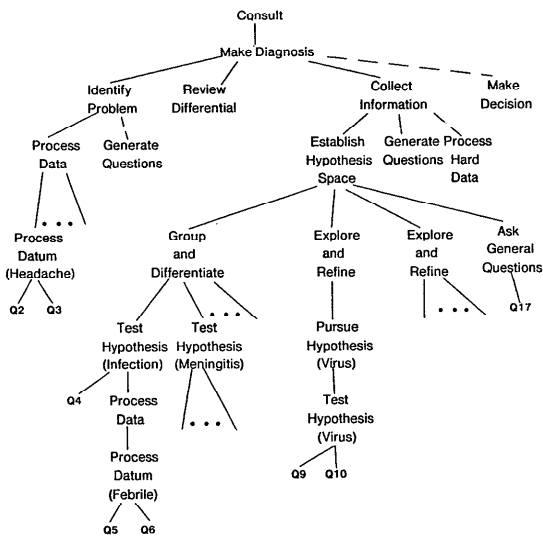 Consult
Make Diagnosis
Identify
Problem
Review
Differential
Collect
Information
Make
Decision
Process
Data
Generate
Questions
Establish
Hypothesis
Space
Generate
Questions
Process
Hard
Data
Process
Datum
(Headache)
Group
and
Differentiate
Explore
and
Refine
Explore
and
Refine
Ask
General
Questions
Q2
Q3
Q17
Test
Hypothesis
(Infection)
Test
Hypothesis
(Meningitis)
Pursue
Hypothesis
(Virus)
Q4
Process
Data
Test
Hypothesis
(Virus)
Process
Datum
(Febrile)
Q9
Q10
Q5
Q6